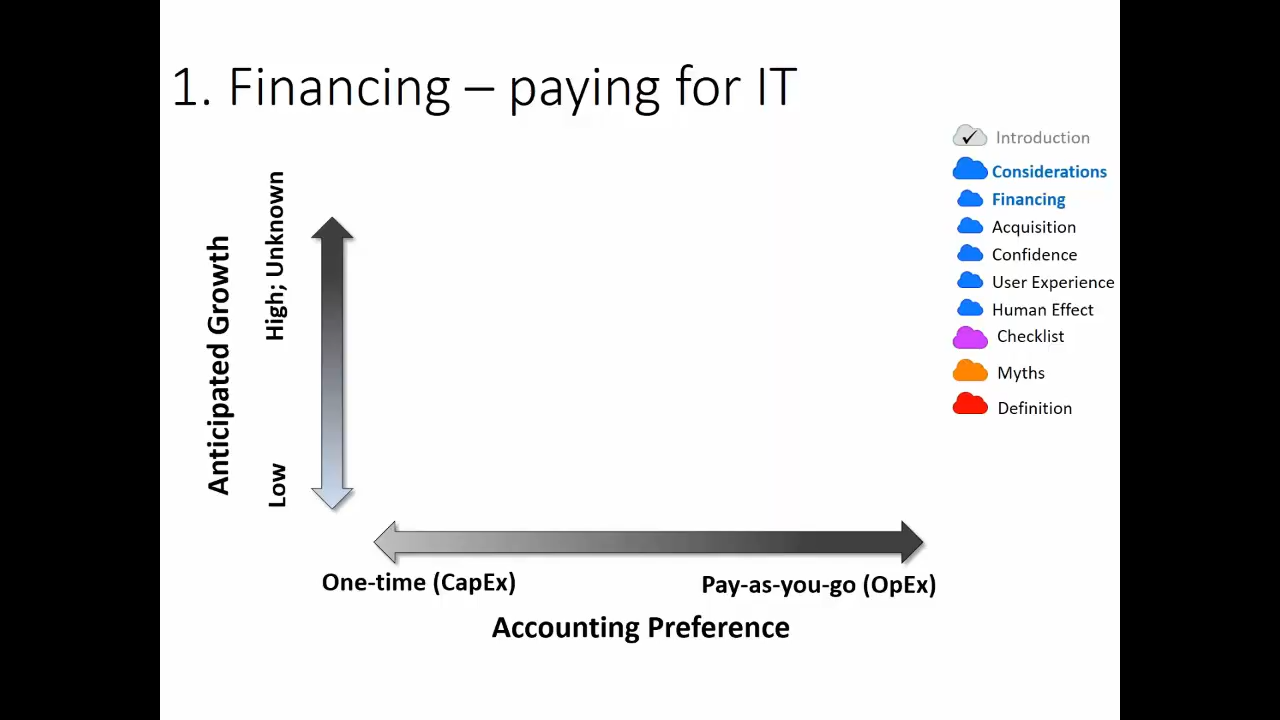 1. Financing – paying for IT
Introduction
Considerations
Financing
Acquisition
Confidence
User Experience
Human Effect
Checklist
Myths
Definition
Anticipated Growth
High; Unknown
Low
One-time (CapEx)
Pay-as-you-go (OpEx)
Accounting Preference